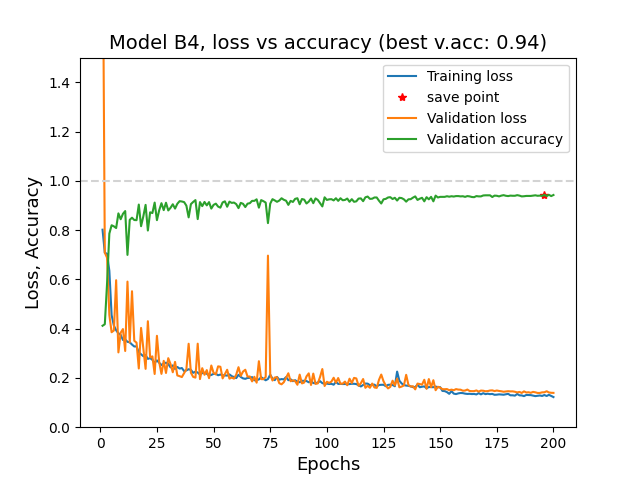 Model B4, loss vs accuracy (best v.acc: 0.94)
Training loss
save point
Validation loss
Validation accuracy
1.4
1.2
1.0
0.8
0.6
0.4
0.2
0.0
Loss, Accuracy
0 25 50 75 100 125 150 175 200
Epochs